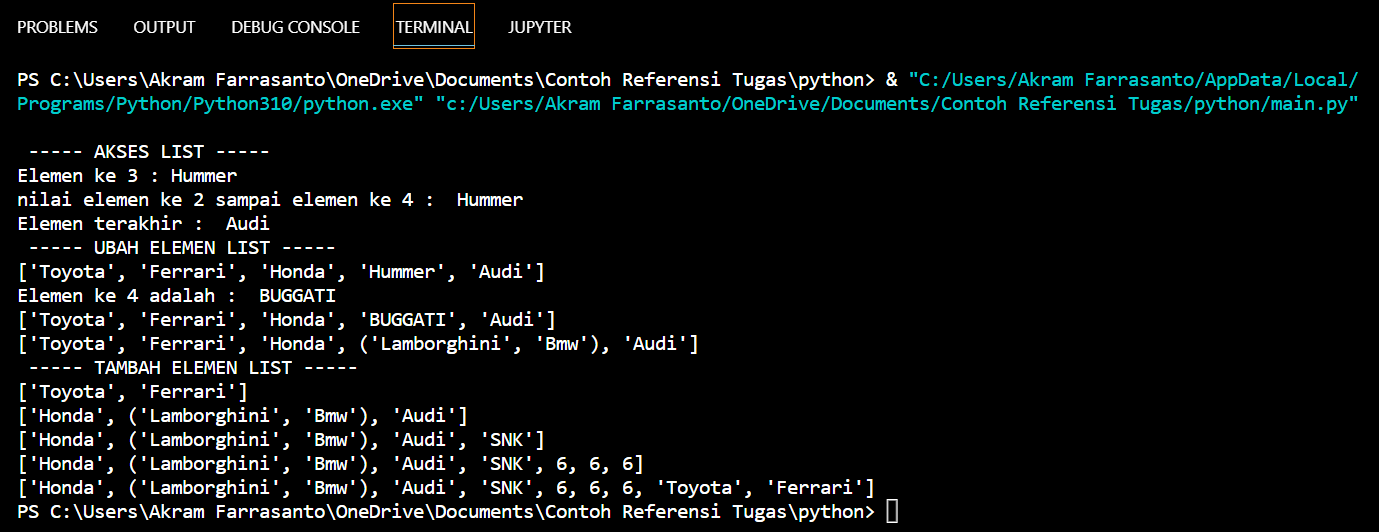 PROBLEMS OUTPUT DEBUG CONSOLE TERMINAL JUPYTER
PS C:\Users\Akram Farrasanto\OneDrive\Documents\Contoh Referensi Tugas\python> & "C:/Users/Akram Farrasanto/AppData/Local/
Programs/Python/Python310/python.exe" "c:/Users/Akram Farrasanto/OneDrive/Documents/Contoh Referensi Tugas/python/main.py"
 ----- AKSES LIST -----
Elemen ke 3 : Hummer
nilai elemen ke 2 sampai elemen ke 4 :  Hummer
Elemen terakhir :  Audi
 ----- UBAH ELEMEN LIST -----
['Toyota', 'Ferrari', 'Honda', 'Hummer', 'Audi']
Elemen ke 4 adalah :  BUGGATI
['Toyota', 'Ferrari', 'Honda', 'BUGGATI', 'Audi']
['Toyota', 'Ferrari', 'Honda', ('Lamborghini', 'Bmw'), 'Audi']
 ----- TAMBAH ELEMEN LIST -----
['Toyota', 'Ferrari']
['Honda', ('Lamborghini', 'Bmw'), 'Audi']
['Honda', ('Lamborghini', 'Bmw'), 'Audi', 'SNK']
['Honda', ('Lamborghini', 'Bmw'), 'Audi', 'SNK', 6, 6, 6]
['Honda', ('Lamborghini', 'Bmw'), 'Audi', 'SNK', 6, 6, 6, 'Toyota', 'Ferrari']
PS C:\Users\Akram Farrasanto\OneDrive\Documents\Contoh Referensi Tugas\python>